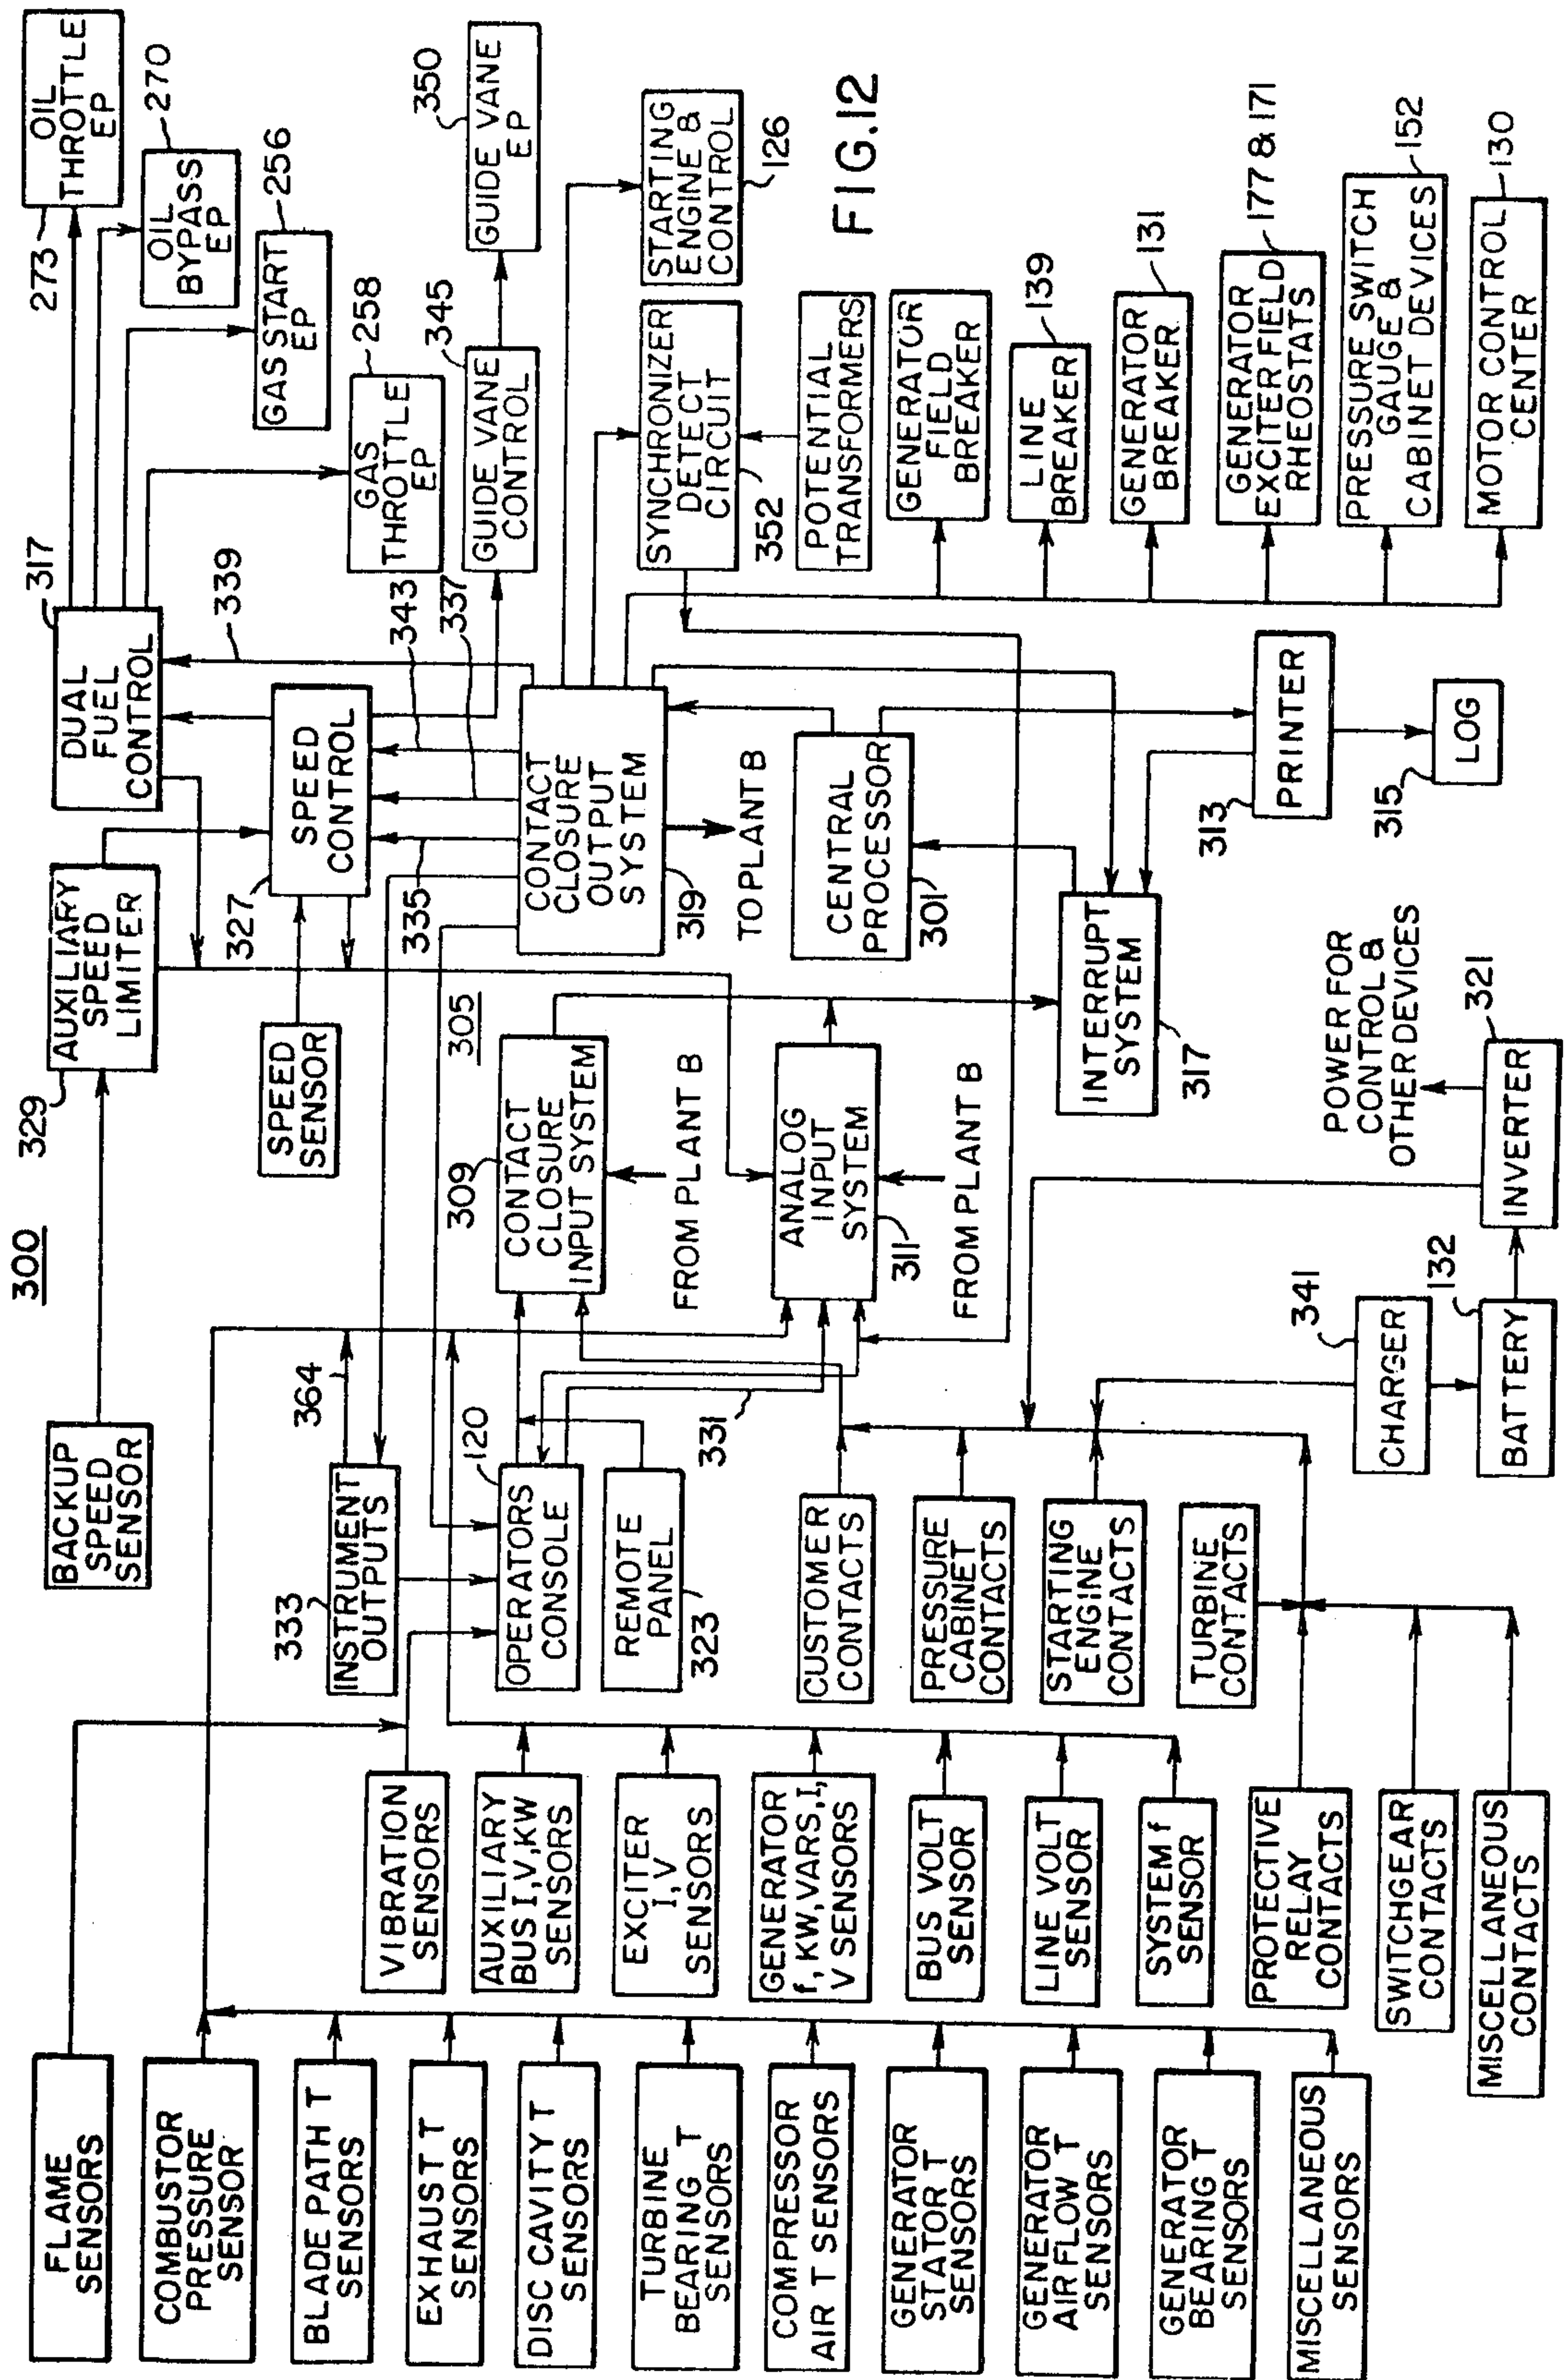 300
FIG.12
FLAME
SENSORS
COMBUSTOR
PRESSURE
SENSOR
BLADE PATH T
SENSORS
EXHAUST T
SENSORS
DISC CAVITY T
SENSORS
TURBINE
BEARING T
SENSORS
COMPRESSOR
AIR T SENSORS
GENERATOR
STATOR T
SENSORS
GENERATOR
AIR FLOW T
SENSORS
GENERATOR
BEARING T
SENSORS
MISCELLANEOUS
SENSORS
VIBRATION
SENSORS
AUXILIARY
BUS I,V,KW
SENSORS
EXCITER
I,V
SENSORS
GENERATOR
f,KW,VARS,I,
V SENSORS
BUS VOLT
SENSOR
LINE VOLT
SENSOR
SYSTEM f
SENSOR
PROTECTIVE
RELAY
CONTACTS
SWITCHGEAR
CONTACTS
MISCELLANEOUS
CONTACTS
BACKUP
SPEED
SENSOR
333
INSTRUMENT
OUTPUTS
364
120
OPERATORS
CONSOLE
REMOTE
PANEL
323
331
CUSTOMER
CONTACTS
PRESSURE
CABINET
CONTACTS
STARTING
ENGINE
CONTACTS
TURBINE
CONTACTS
341
CHARGER
132
BATTERY
329
AUXILIARY
SPEED
LIMITER
SPEED
SENSOR
305
309
CONTACT
CLOSURE
INPUT SYSTEM
FROM PLANT B
ANALOG
INPUT
SYSTEM
311
FROM PLANT B
INTERRUPT
SYSTEM
317
POWER FOR
CONTROL &
OTHER DEVICES
321
INVERTER
317
DUAL
FUEL
CONTROL
339
327
SPEED
CONTROL
343
337
335
CONTACT
CLOSURE
OUTPUT
SYSTEM
319
TO PLANT B
CENTRAL
PROCESSOR
301
313
PRINTER
315
LOG
273
OIL
THROTTLE
EP
OIL
BYPASS
EP
270
GAS START
EP
256
GAS
THROTTLE
EP
258
345
GUIDE VANE
CONTROL
350
GUIDE VANE
EP
SYNCHRONIZER
DETECT
CIRCUIT
352
STARTING
ENGINE &
CONTROL
126
POTENTIAL
TRANSFORMERS
GENERATOR
FIELD
BREAKER
LINE
BREAKER
139
GENERATOR
BREAKER
131
GENERATOR
EXCITER FIELD
RHEOSTATS
177 & 171
PRESSURE SWITCH
GAUGE &
CABINET DEVICES
152
MOTOR CONTROL
CENTER
130